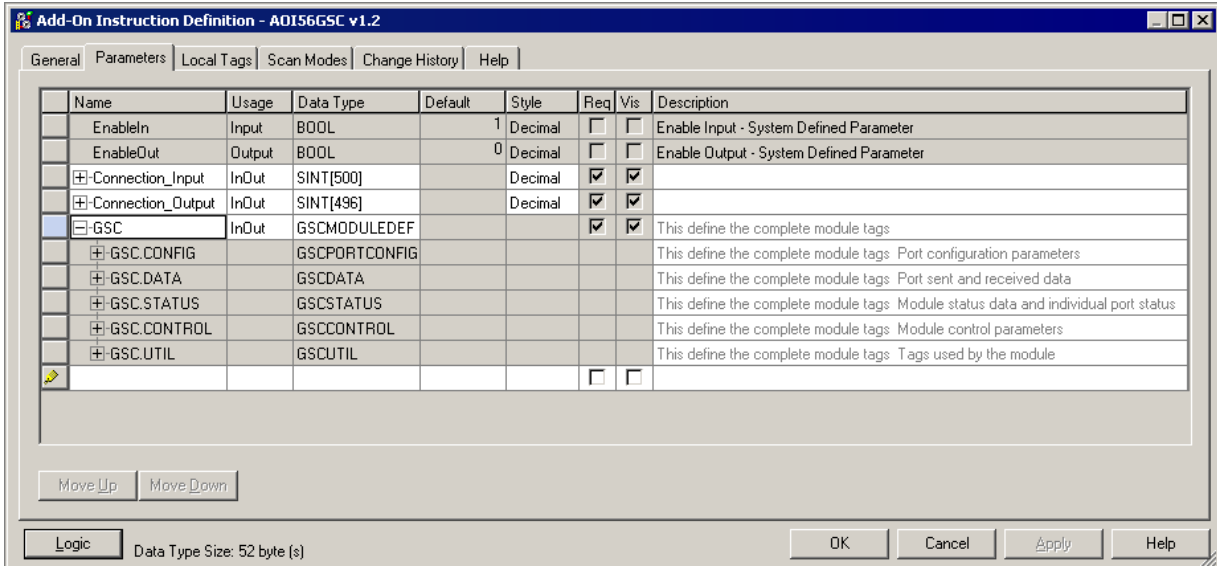 Add-On Instruction Definition - AOI56GSC v1.2
General Parameters Local Tags Scan Modes Change History Help
Name Usage Data Type Default Style Req Vis Description
EnableIn Input BOOL 1 Decimal Enable Input - System Defined Parameter
EnableOut Output BOOL 0 Decimal Enable Output - System Defined Parameter
Connection_Input InOut SINT[500] Decimal
Connection_Output InOut SINT[496] Decimal
GSC InOut GSCMODULEDEF This define the complete module tags
GSC.CONFIG GSCPORTCONFIG This define the complete module tags Port configuration parameters
GSC.DATA GSCDATA This define the complete module tags Port sent and received data
GSC.STATUS GSCSTATUS This define the complete module tags Module status data and individual port status
GSC.CONTROL GSCCONTROL This define the complete module tags Module control parameters
GSC.UTIL GSCUTIL This define the complete module tags Tags used by the module
Move Up Move Down
Logic Data Type Size: 52 byte (s) OK Cancel Apply Help